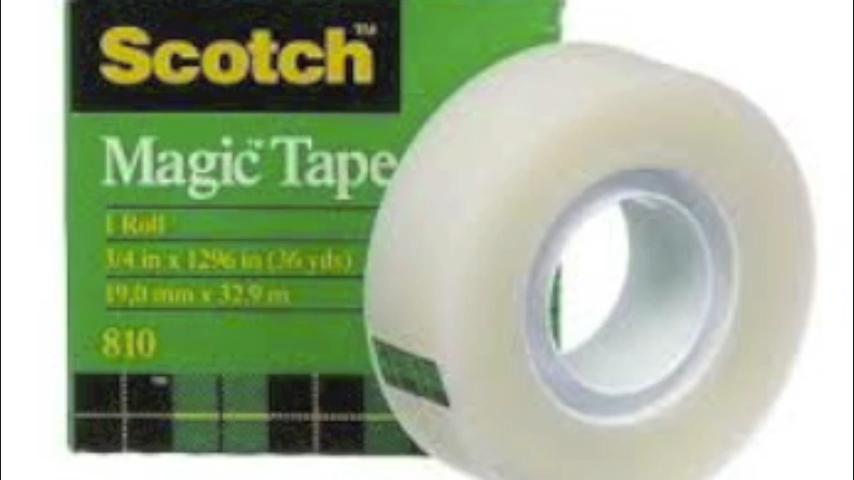 Scotch™
Magic™ Tape
1 Roll
3/4 in x 1296 in (36 yds)
19,0 mm x 32,9 m
810